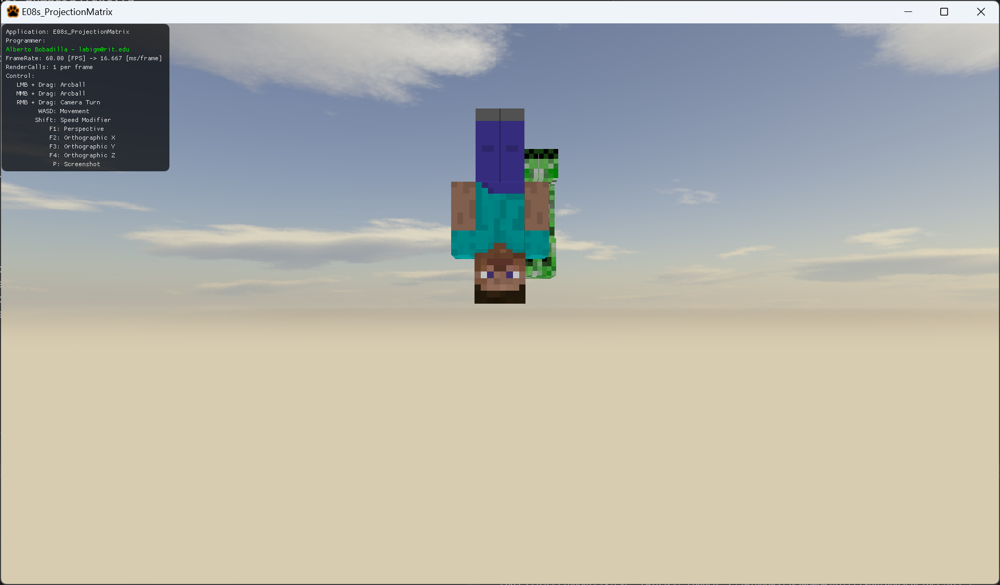 E08s_ProjectionMatrix
Application: E08s_ProjectionMatrix
Programmer:
Alberto Bobadilla - labigm@rit.edu
FrameRate: 60.00 [FPS] -> 16.667 [ms/frame]
RenderCalls: 1 per frame
Control:
LMB + Drag: Arcball
MMB + Drag: Arcball
RMB + Drag: Camera Turn
WASD: Movement
Shift: Speed Modifier
F1: Perspective
F2: Orthographic X
F3: Orthographic Y
F4: Orthographic Z
P: Screenshot